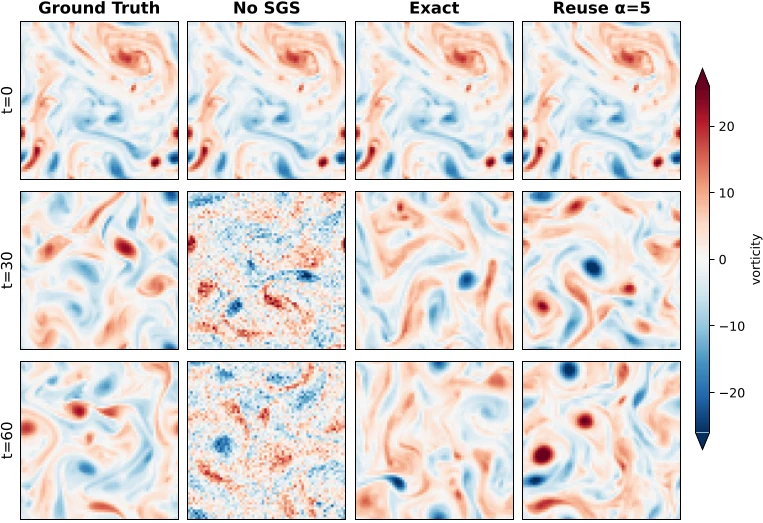 Ground Truth No SGS Exact Reuse α=5
t=0
t=30
t=60
20
10
0
−10
−20
vorticity